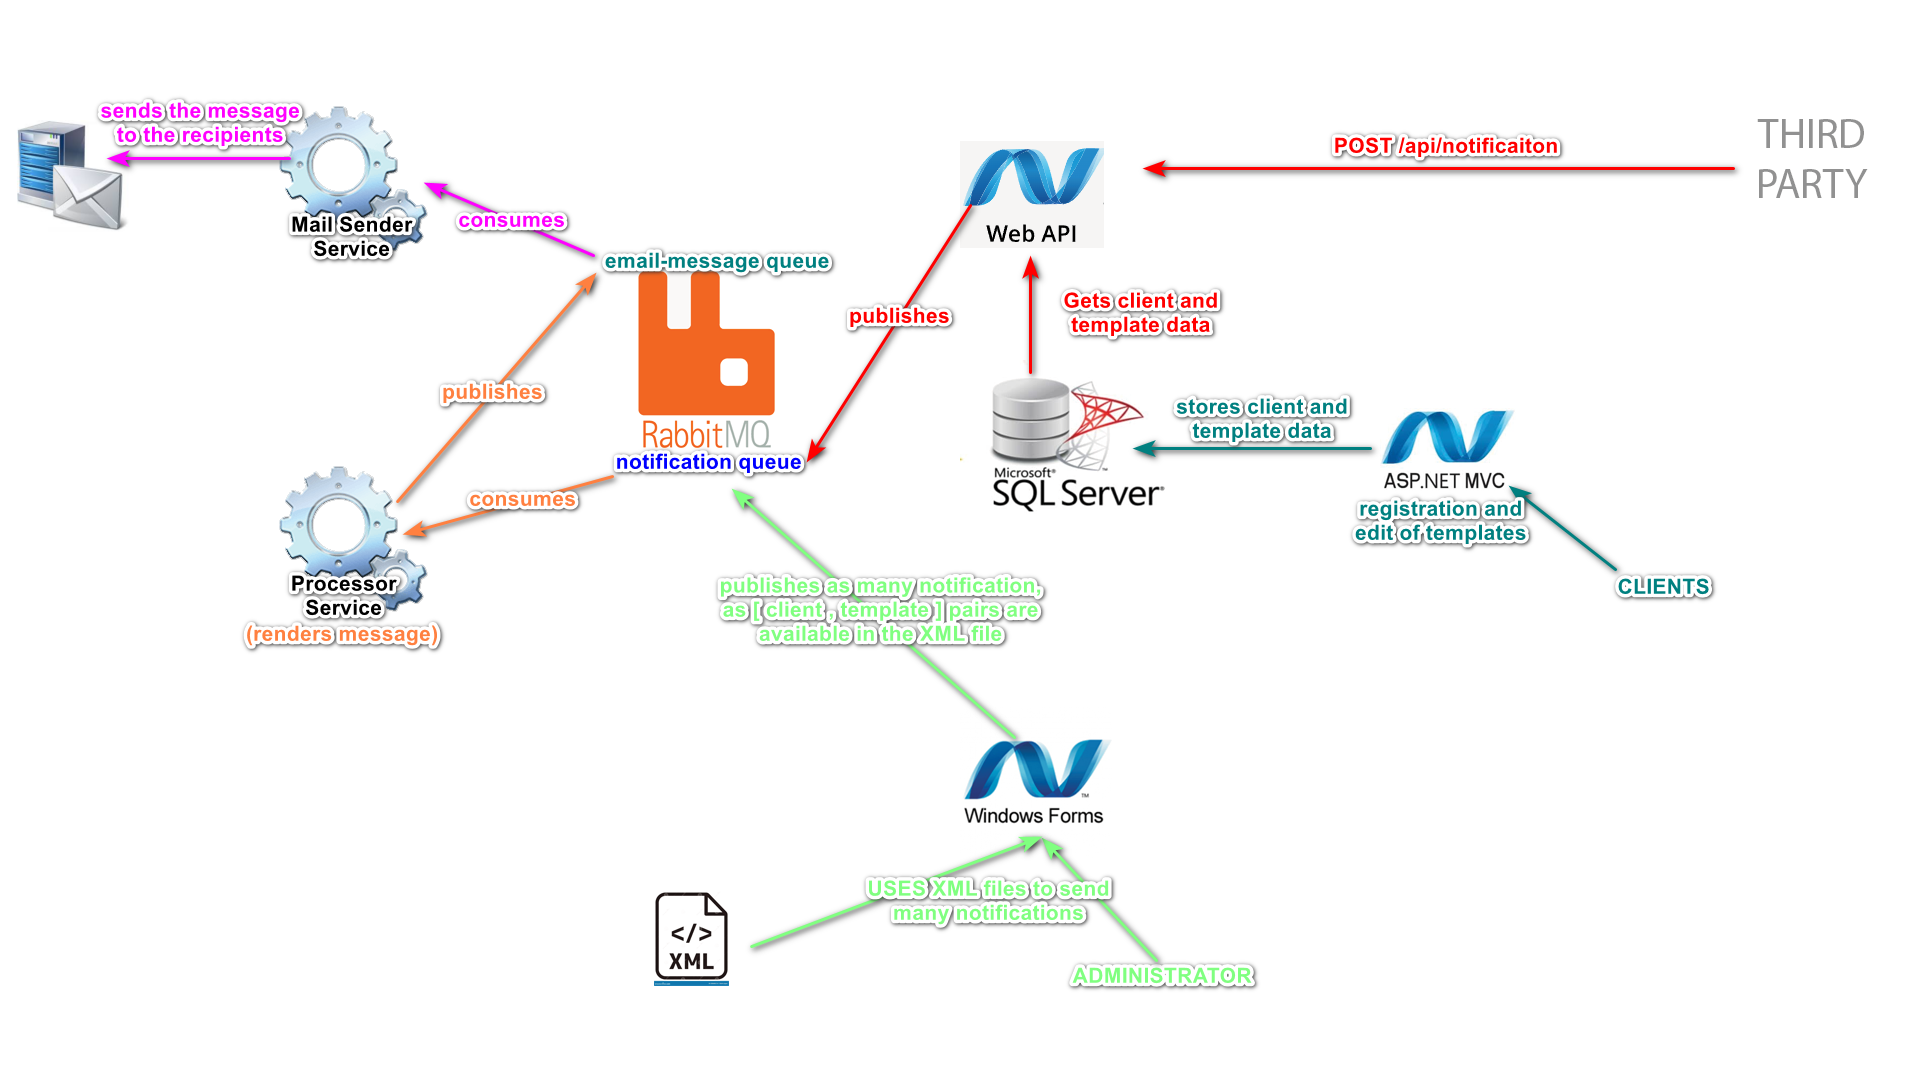 sends the message
to the recipients
Mail Sender
Service
consumes
email-message queue
publishes
RabbitMQ
notification queue
consumes
Processor
Service
(renders message)
Web API
publishes
POST /api/notificaiton
THIRD
PARTY
Gets client and
template data
Microsoft®
SQL Server®
stores client and
template data
ASP.NET MVC
registration and
edit of templates
CLIENTS
publishes as many notification,
as [ client , template ] pairs are
available in the XML file
Windows Forms
USES XML files to send
many notifications
</>
XML
ADMINISTRATOR